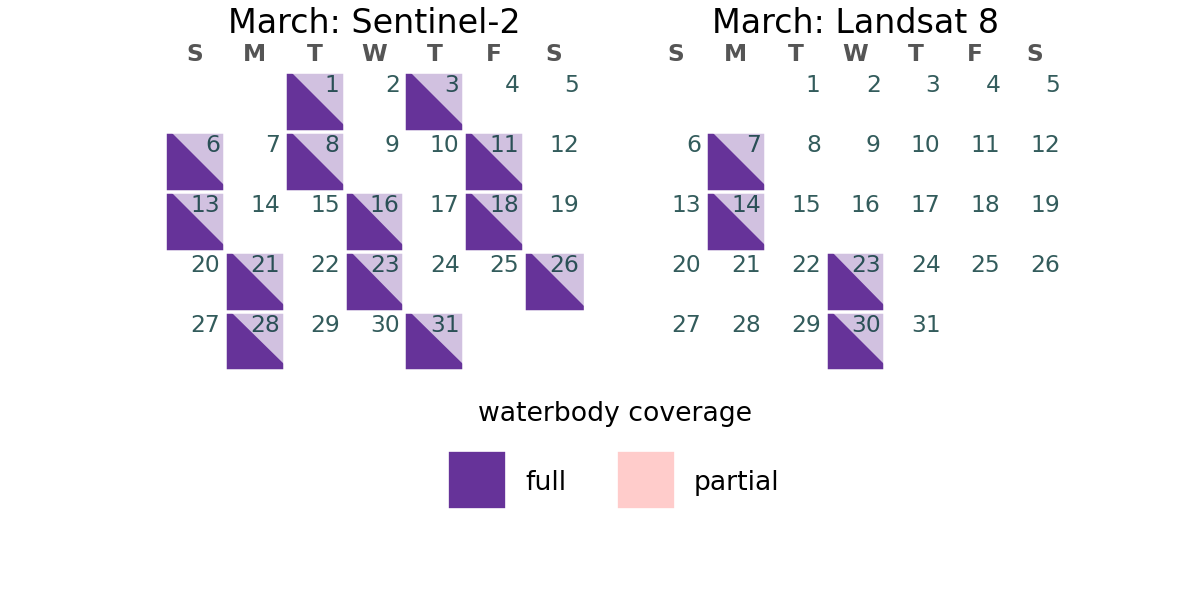 March: Sentinel-2
S M T W T F S
1 2 3 4 5
6 7 8 9 10 11 12
13 14 15 16 17 18 19
20 21 22 23 24 25 26
27 28 29 30 31
March: Landsat 8
S M T W T F S
1 2 3 4 5
6 7 8 9 10 11 12
13 14 15 16 17 18 19
20 21 22 23 24 25 26
27 28 29 30 31
waterbody coverage
full partial